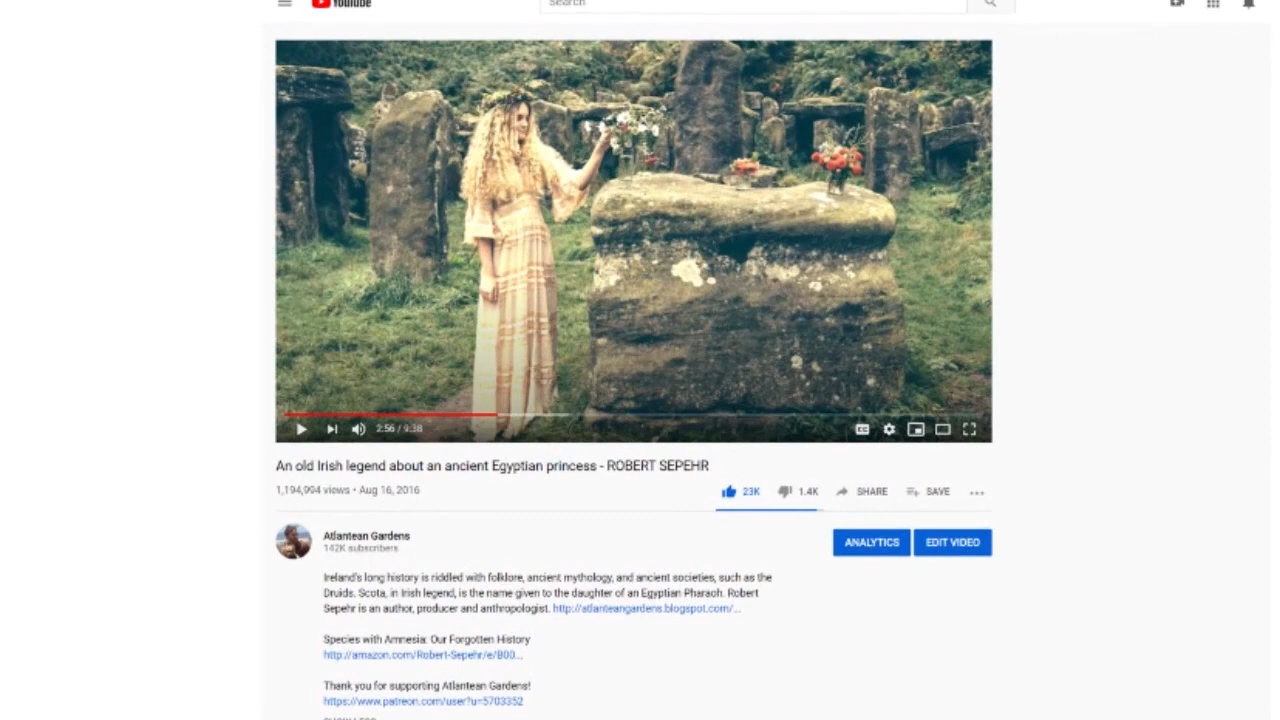 YouTube
Search
2:56 / 9:38
An old Irish legend about an ancient Egyptian princess - ROBERT SEPEHR
1,194,994 views • Aug 16, 2016
23K
1.4K
SHARE
SAVE
Atlantean Gardens
142K subscribers
ANALYTICS
EDIT VIDEO
Ireland's long history is riddled with folklore, ancient mythology, and ancient societies, such as the
Druids. Scota, in Irish legend, is the name given to the daughter of an Egyptian Pharaoh. Robert
Sepehr is an author, producer and anthropologist. http://atlanteangardens.blogspot.com/...
Species with Amnesia: Our Forgotten History
http://amazon.com/Robert-Sepehr/e/B00...
Thank you for supporting Atlantean Gardens!
https://www.patreon.com/user?u=5703352